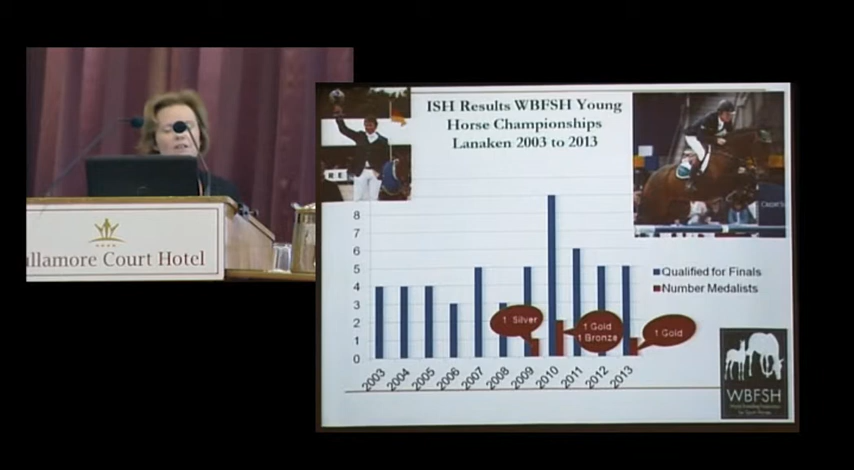 ISH Results WBFSH Young
Horse Championships
Lanaken 2003 to 2013
8
7
6
5
4
3
2
1
0
Qualified for Finals
Number Medalists
1 Silver
1 Gold
1 Bronze
1 Gold
2003 2004 2005 2006 2007 2008 2009 2010 2011 2012 2013
WBFSH
llamore Court Hotel